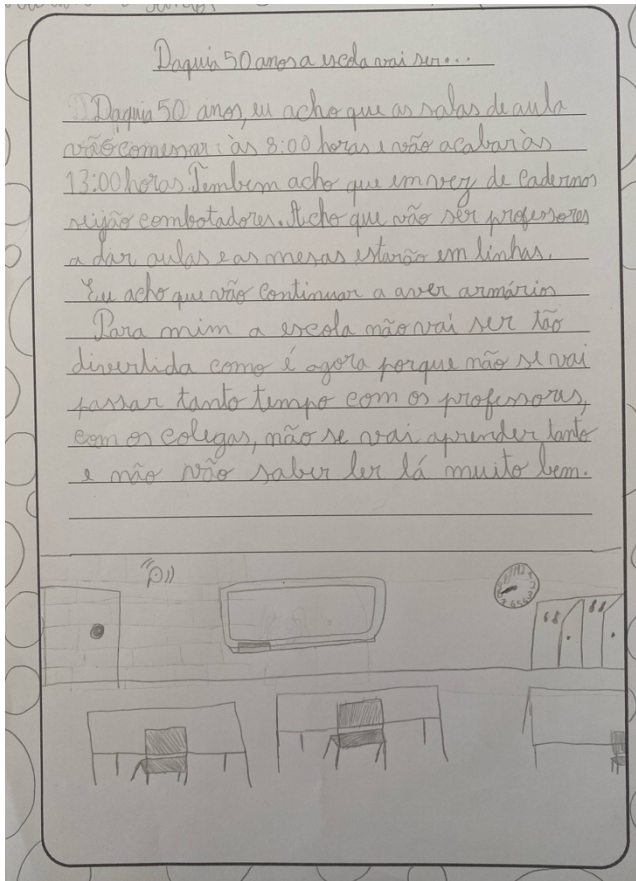 Daqui a 50 anos a escola vai ser...
Daqui a 50 anos, eu acho que as salas de aula
vão comessar às 8:00 horas e vão acabar às
13:00 horas. Tembem acho que em vez de cadernos
seijão combotadores. Acho que vão ser professores
a dar aulas e as mesas estarão em linhas.
Eu acho que vão continuar a aver armários
Para mim a escola não vai ser tão
divertida como é agora porque não se vai
passar tanto tempo com os professores,
com os colegas, não se vai aprender tanto
e não vão saber ler lá muito bem.